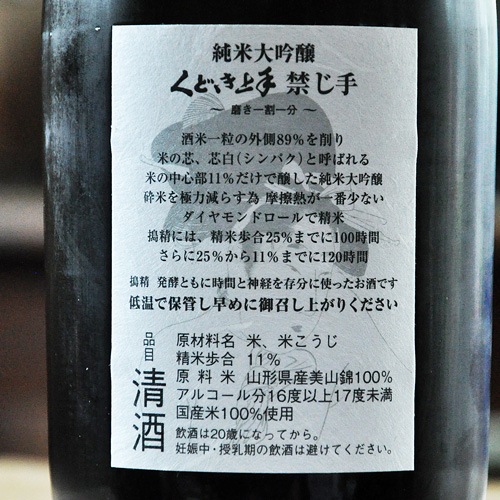 純米大吟醸
くどき上手 禁じ手
～ 磨き一割一分 ～
酒米一粒の外側89%を削り
米の芯、芯白(シンパク)と呼ばれる
米の中心部11%だけで醸した純米大吟醸
砕米を極力減らす為 摩擦熱が一番少ない
ダイヤモンドロールで精米
搗精には、精米歩合25%までに100時間
さらに25%から11%までに120時間
搗精 発酵ともに時間と神経を存分に使ったお酒です
低温で保管し早めに御召し上がりください
品目
清酒
原材料名 米、米こうじ
精米歩合 11%
原料米 山形県産美山錦100%
アルコール分16度以上17度未満
国産米100%使用
飲酒は20歳になってから。
妊娠中・授乳期の飲酒は避けてください。